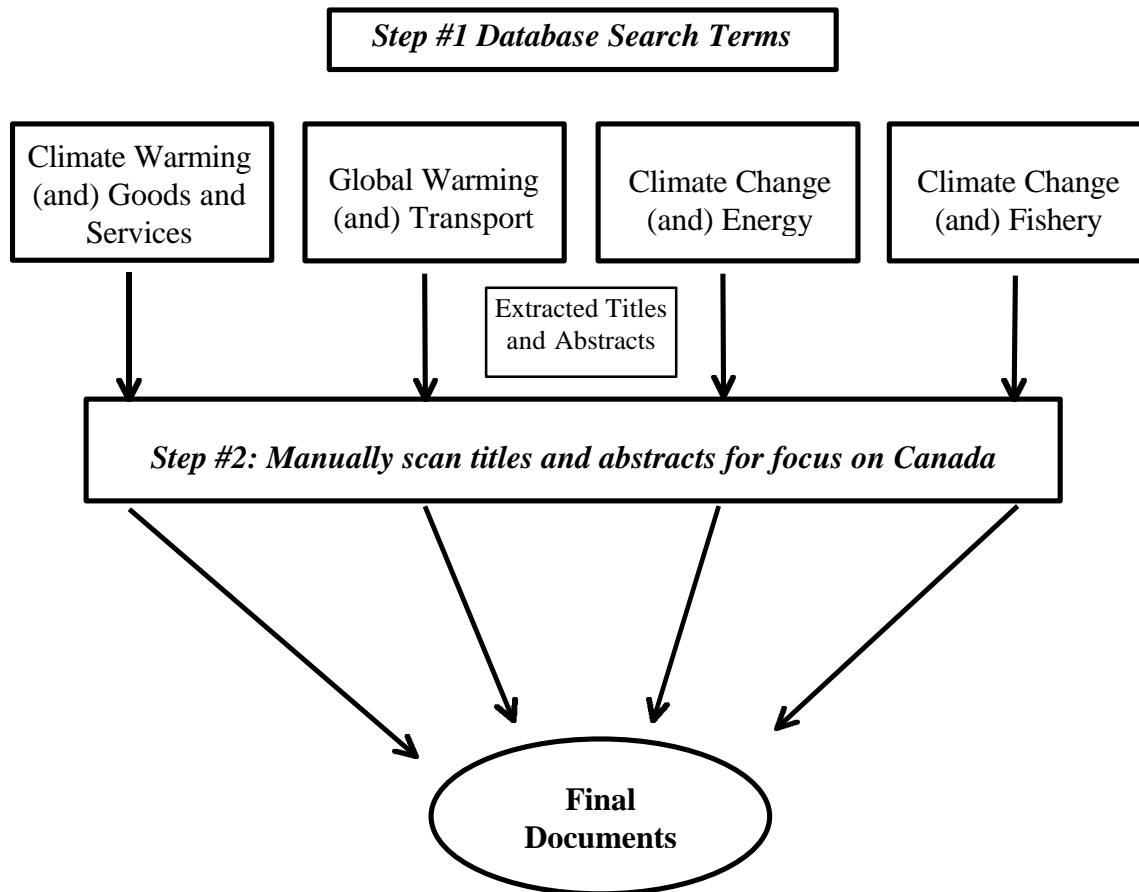 Step #1 Database Search Terms
Climate Warming
(and) Goods and
Services
Global Warming
(and) Transport
Climate Change
(and) Energy
Climate Change
(and) Fishery
Extracted Titles
and Abstracts
Step #2: Manually scan titles and abstracts for focus on Canada
Final
Documents